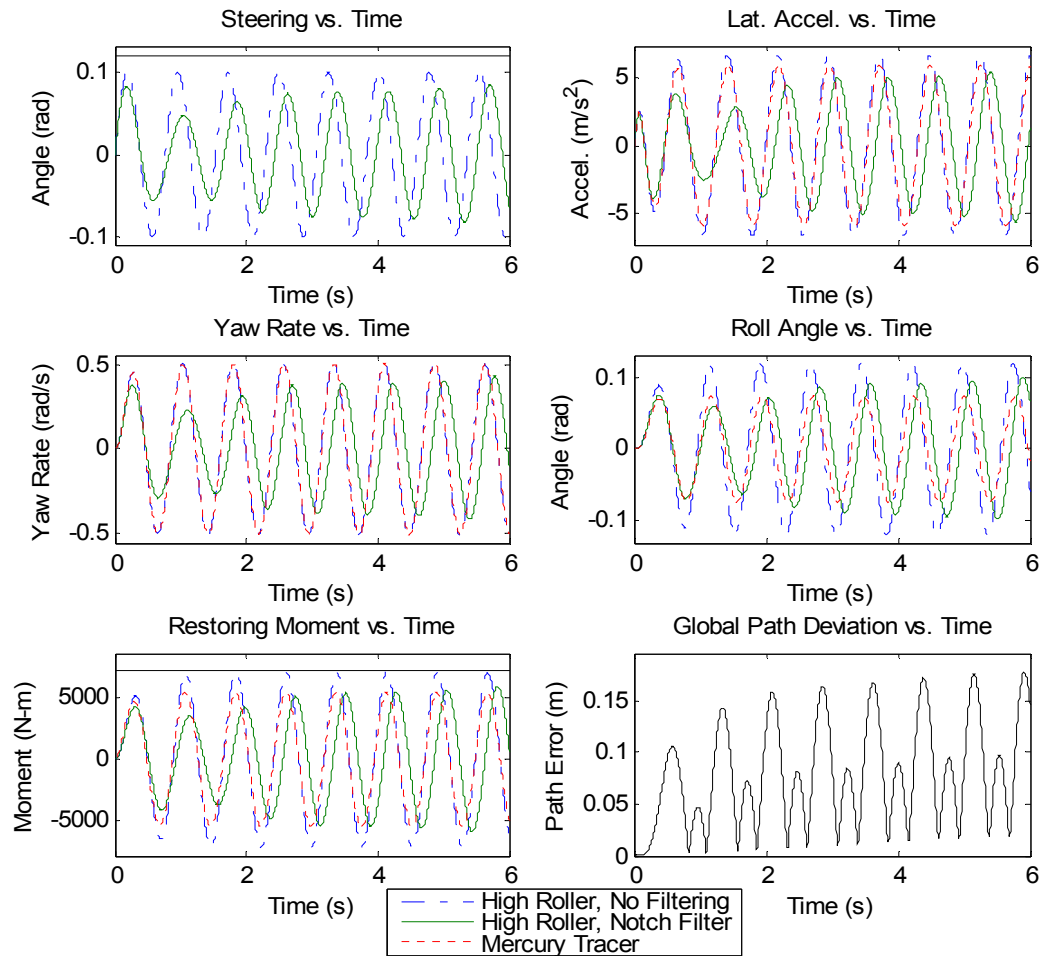 Steering vs. Time
0.1
0
-0.1
Angle (rad)
0 2 4 6
Time (s)
Lat. Accel. vs. Time
5
0
-5
Accel. (m/s²)
0 2 4 6
Time (s)
Yaw Rate vs. Time
0.5
0
-0.5
Yaw Rate (rad/s)
0 2 4 6
Time (s)
Roll Angle vs. Time
0.1
0
-0.1
Angle (rad)
0 2 4 6
Time (s)
Restoring Moment vs. Time
5000
0
-5000
Moment (N-m)
0 2 4 6
Time (s)
Global Path Deviation vs. Time
0.15
0.1
0.05
0
Path Error (m)
0 2 4 6
Time (s)
High Roller, No Filtering
High Roller, Notch Filter
Mercury Tracer